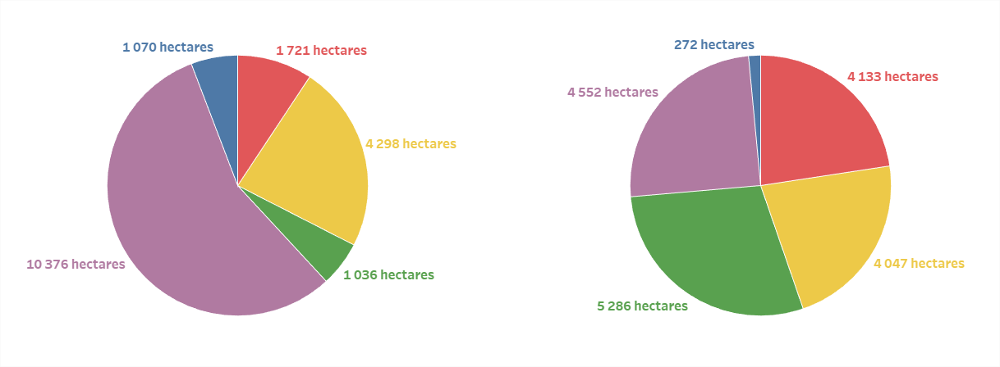 1 070 hectares
1 721 hectares
4 298 hectares
1 036 hectares
10 376 hectares
272 hectares
4 133 hectares
4 047 hectares
5 286 hectares
4 552 hectares